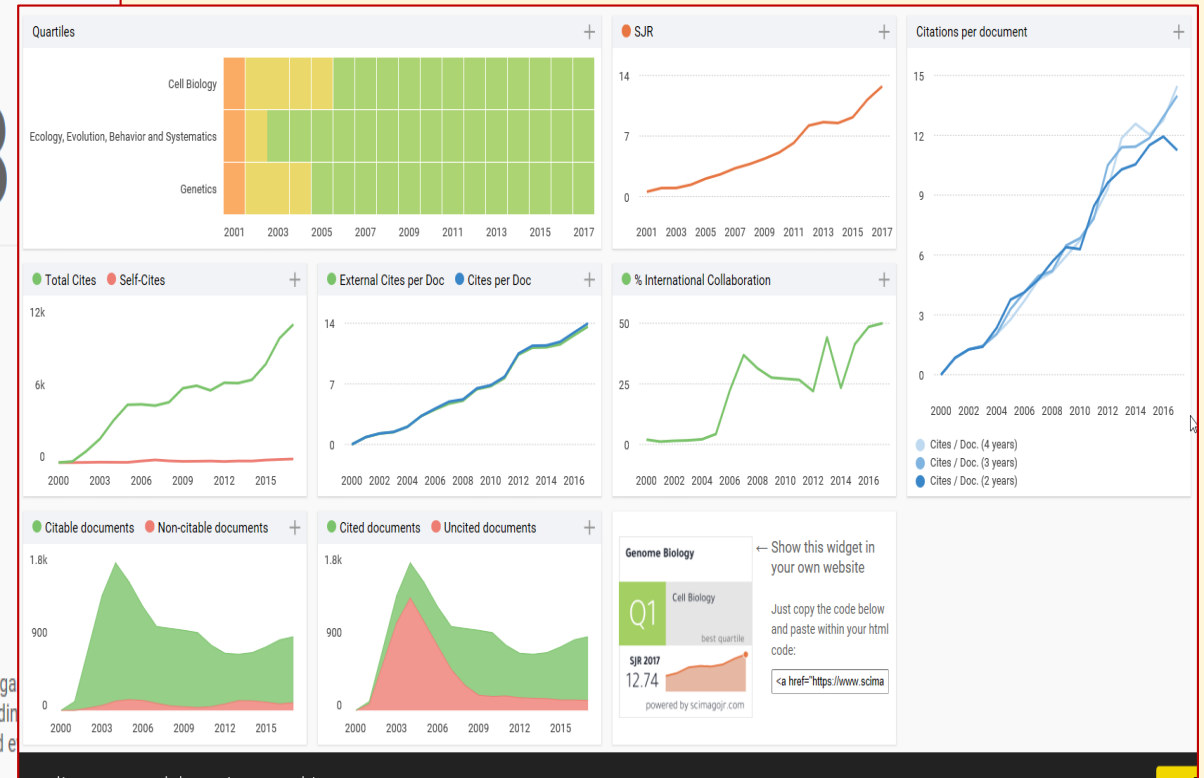 Quartiles +
Cell Biology
Ecology, Evolution, Behavior and Systematics
Genetics
2001 2003 2005 2007 2009 2011 2013 2015 2017
SJR +
14
7
0
2001 2003 2005 2007 2009 2011 2013 2015 2017
Citations per document +
15
12
9
6
3
0
2000 2002 2004 2006 2008 2010 2012 2014 2016
Cites / Doc. (4 years)
Cites / Doc. (3 years)
Cites / Doc. (2 years)
Total Cites Self-Cites +
12k
6k
0
2000 2003 2006 2009 2012 2015
External Cites per Doc Cites per Doc +
14
7
0
2000 2002 2004 2006 2008 2010 2012 2014 2016
% International Collaboration +
50
25
0
2000 2002 2004 2006 2008 2010 2012 2014 2016
Citable documents Non-citable documents +
1.8k
900
0
2000 2003 2006 2009 2012 2015
Cited documents Uncited documents +
1.8k
900
0
2000 2003 2006 2009 2012 2015
Genome Biology
Q1
Cell Biology
best quartile
SJR 2017
12.74
powered by scimagojr.com
← Show this widget in
your own website
Just copy the code below
and paste within your html
code:
<a href="https://www.scima